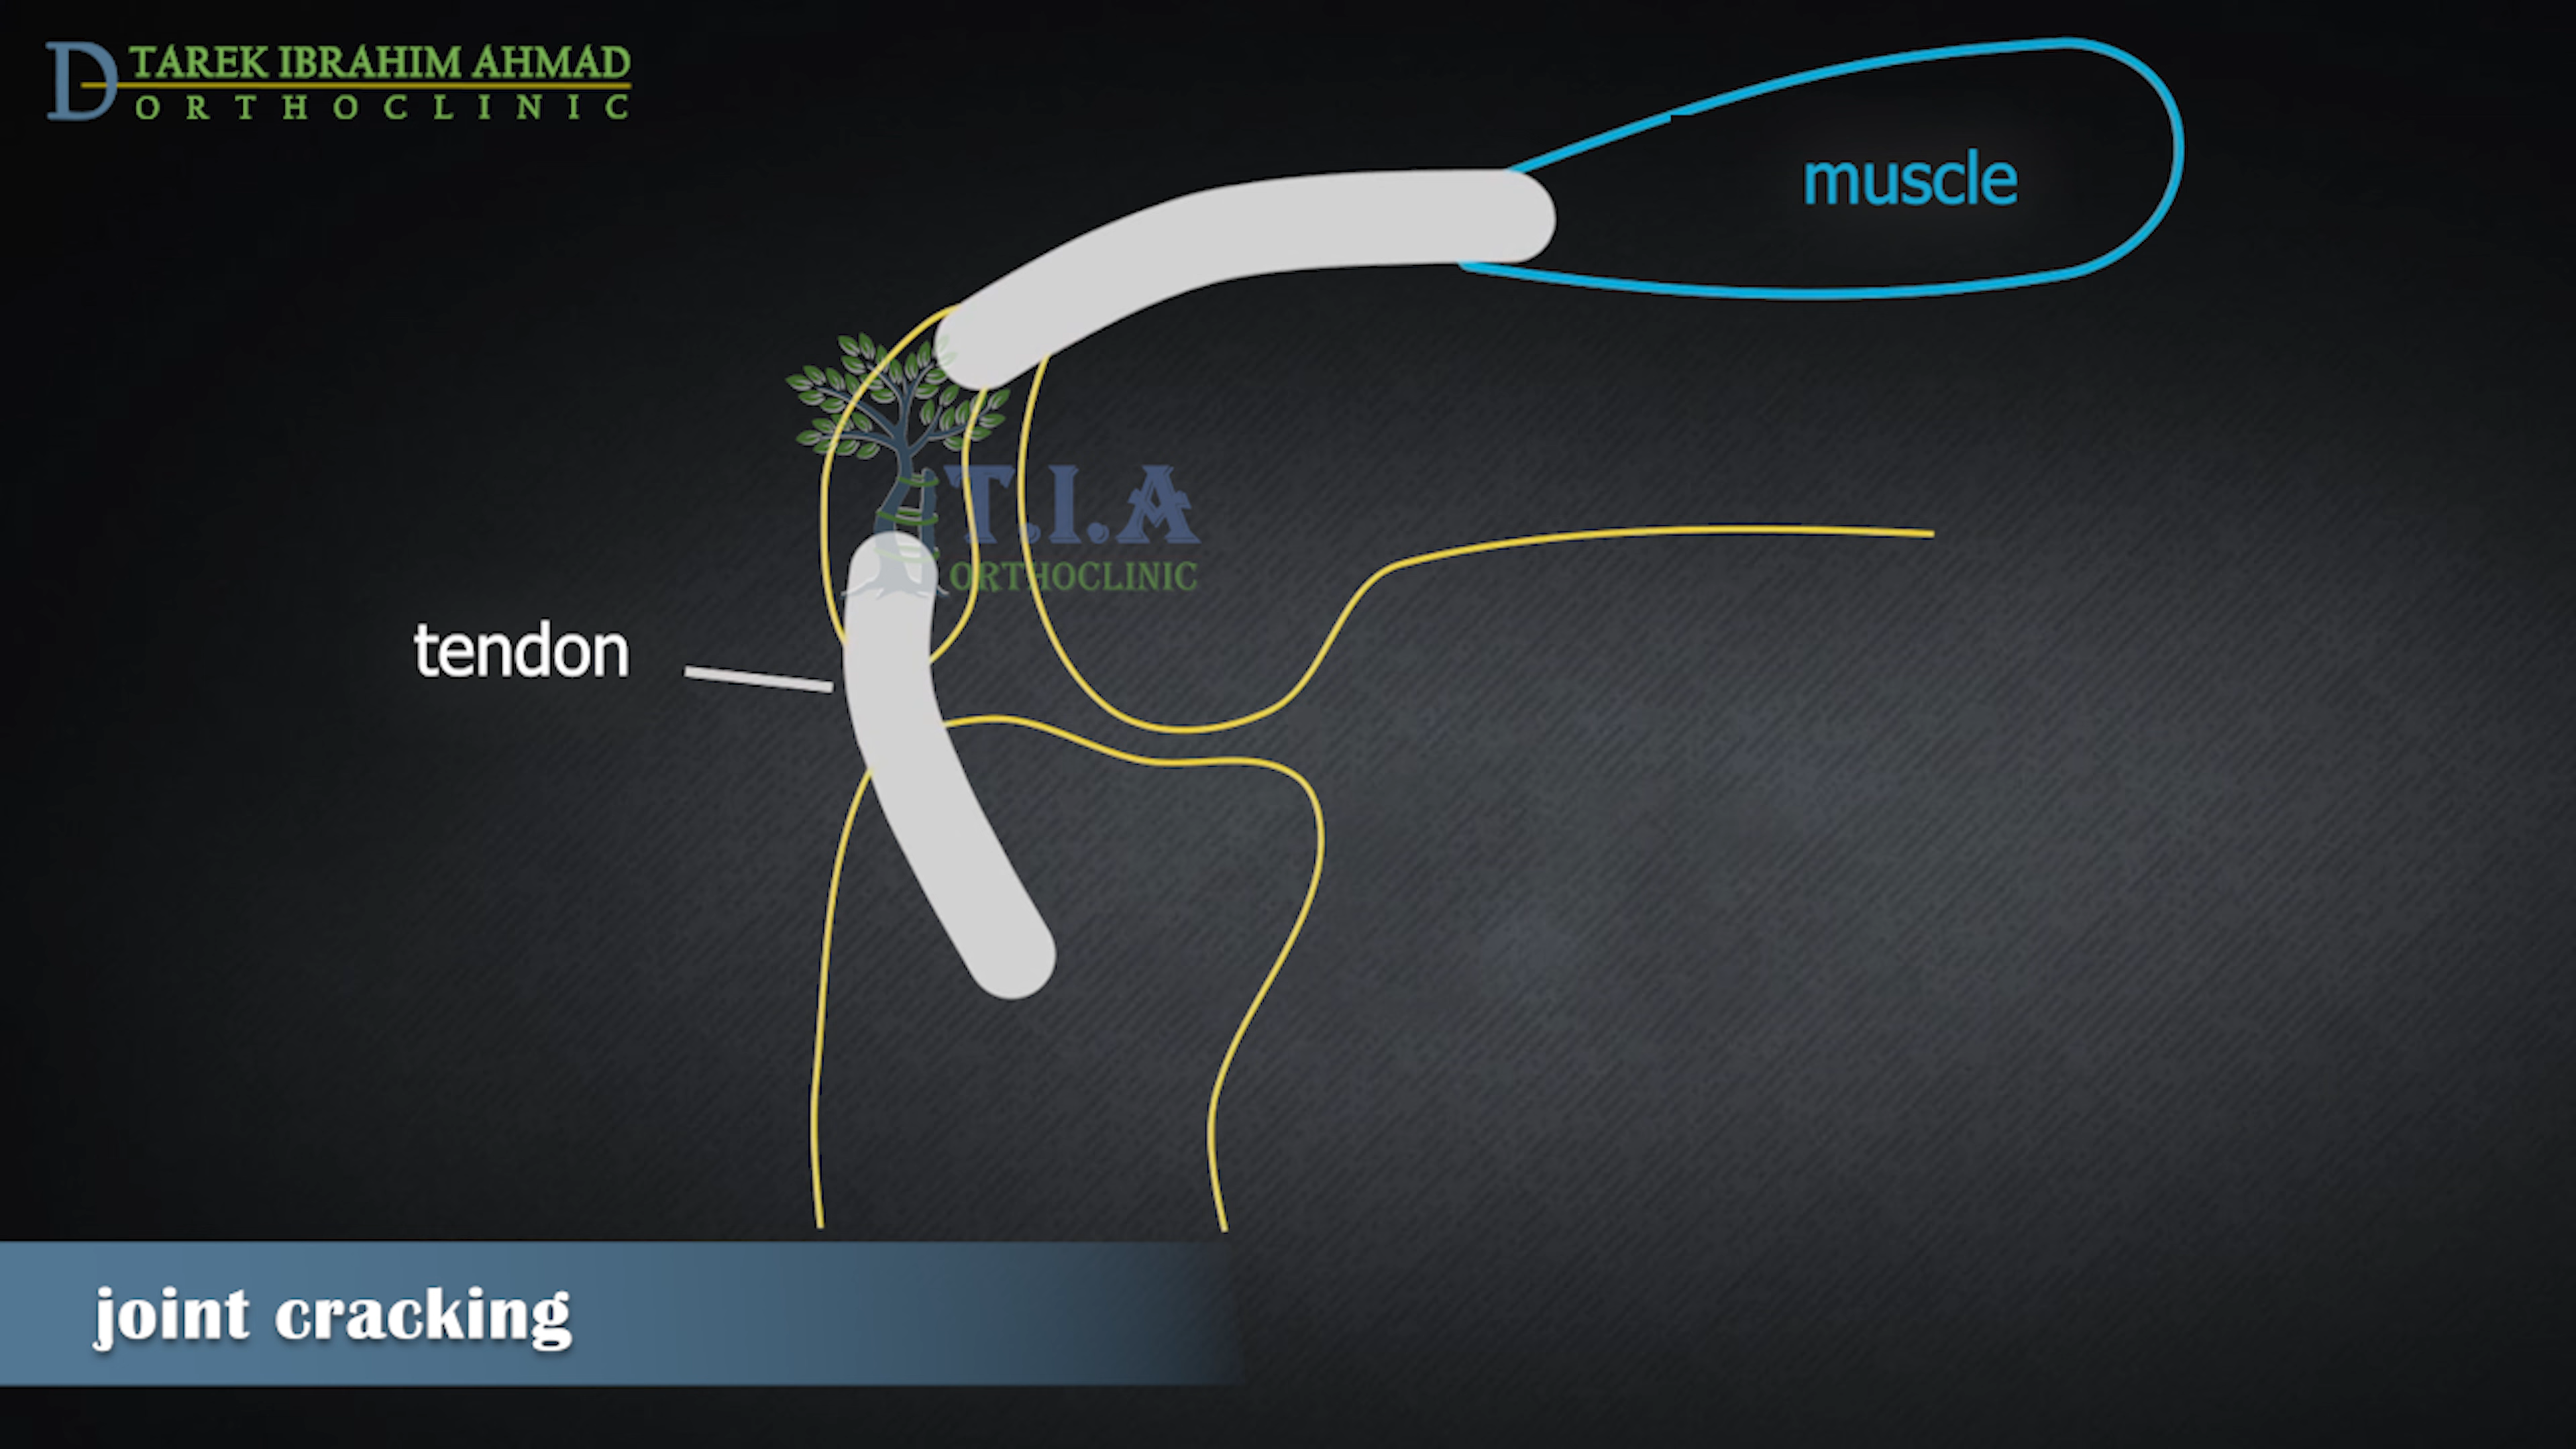 D TAREK IBRAHIM AHMAD
ORTHOCLINIC
muscle
T.I.A
ORTHOCLINIC
tendon
joint cracking